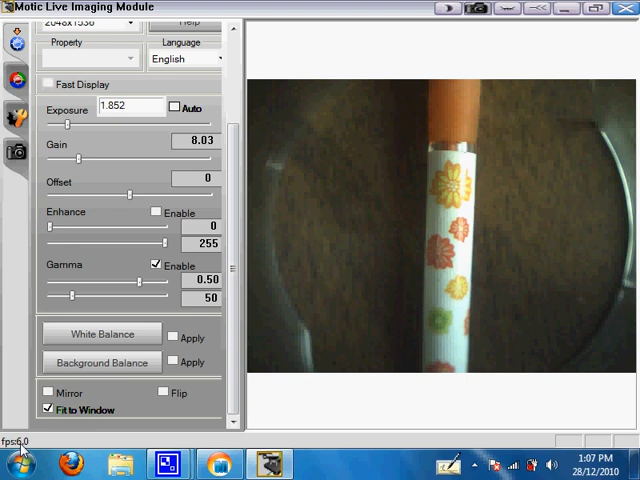 Motic Live Imaging Module
2048x1536
Help
Property
Language
English
Fast Display
Exposure
1.852
Auto
Gain
8.03
Offset
0
Enhance
Enable
0
255
Gamma
Enable
0.50
50
White Balance
Apply
Background Balance
Apply
Mirror
Flip
Fit to Window
fps:6.0
1:07 PM
28/12/2010